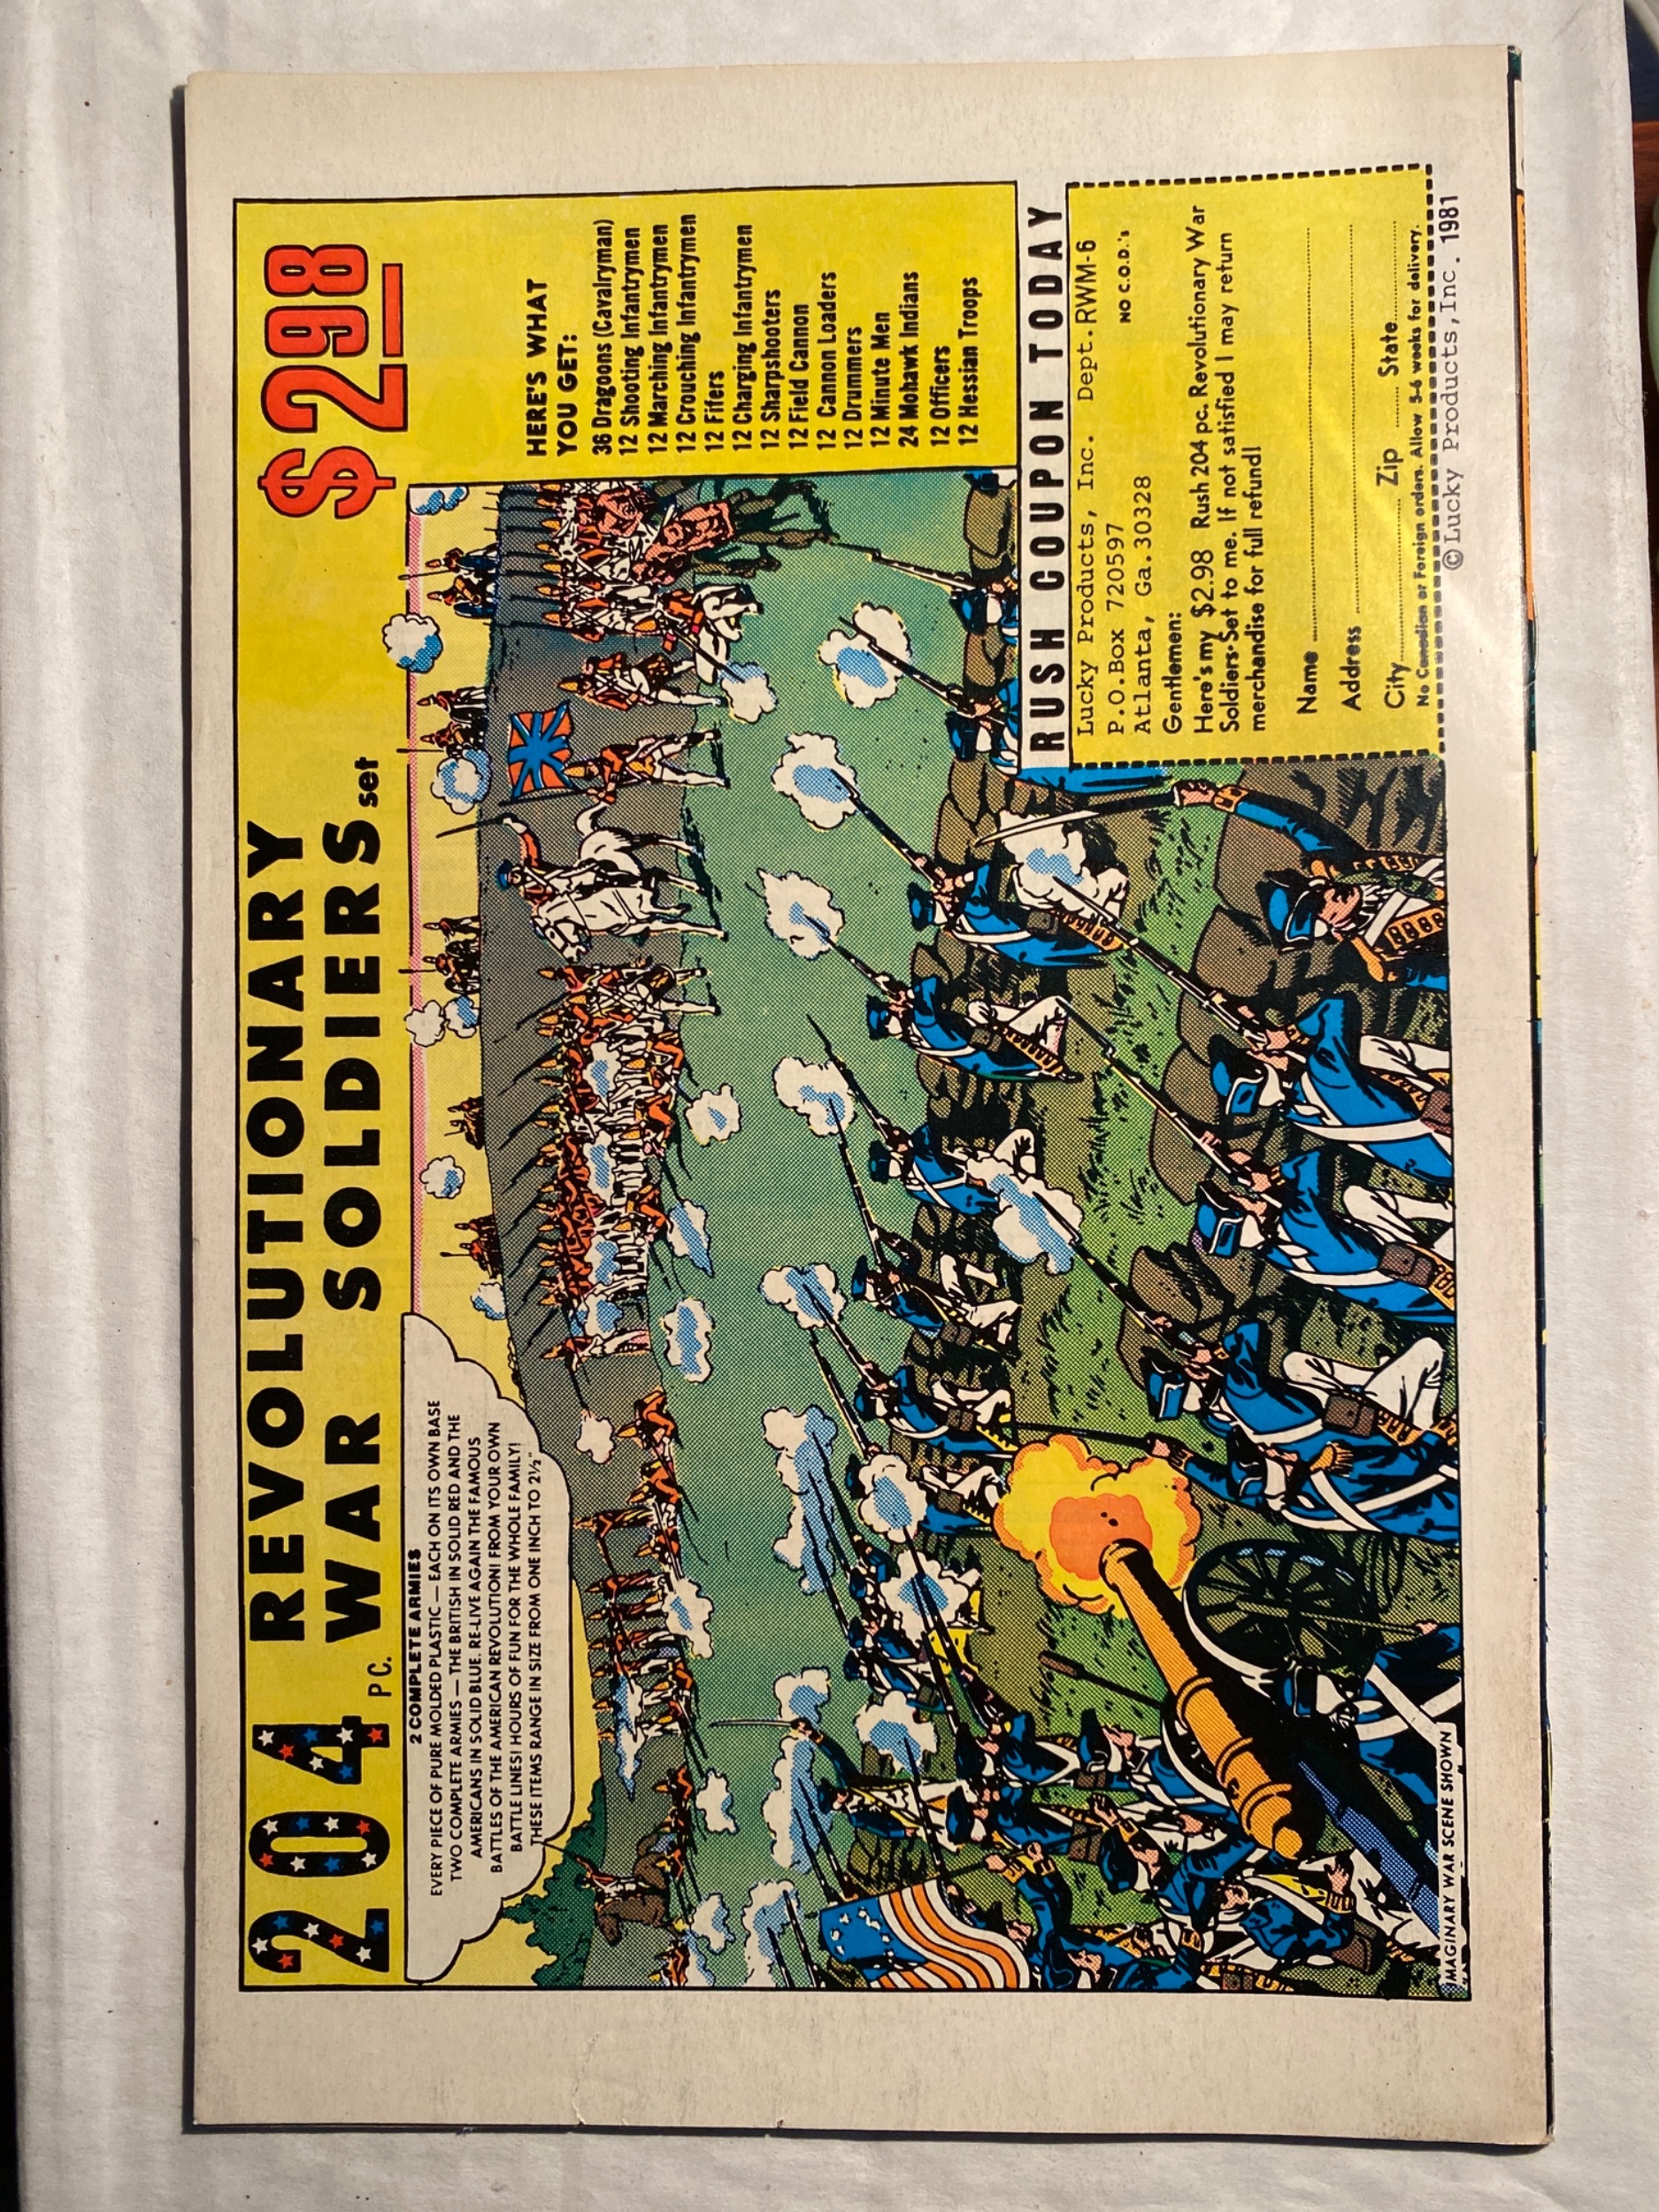 204 PC. REVOLUTIONARY
WAR SOLDIERS set
$298
2 COMPLETE ARMIES
EVERY PIECE OF PURE MOLDED PLASTIC — EACH ON ITS OWN BASE
TWO COMPLETE ARMIES — THE BRITISH IN SOLID RED AND THE
AMERICANS IN SOLID BLUE. RE-LIVE AGAIN THE FAMOUS
BATTLES OF THE AMERICAN REVOLUTION! FROM YOUR OWN
BATTLE LINES! HOURS OF FUN FOR THE WHOLE FAMILY!
THESE ITEMS RANGE IN SIZE FROM ONE INCH TO 2½"
HERE'S WHAT
YOU GET:
36 Dragoons (Cavalryman)
12 Shooting Infantrymen
12 Marching Infantrymen
12 Crouching Infantrymen
12 Fifers
12 Charging Infantrymen
12 Sharpshooters
12 Field Cannon
12 Cannon Loaders
12 Drummers
12 Minute Men
24 Mohawk Indians
12 Officers
12 Hessian Troops
RUSH COUPON TODAY
Lucky Products, Inc. Dept. RWM-6
P.O.Box 720597
NO C.O.D.'s
Atlanta, Ga.30328
Gentlemen:
Here's my $2.98 Rush 204 pc. Revolutionary War
Soldiers Set to me. If not satisfied I may return
merchandise for full refund!
Name
Address
City Zip State
No Canadian or Foreign orders. Allow 5-6 weeks for delivery.
© Lucky Products, Inc. 1981
IMAGINARY WAR SCENE SHOWN